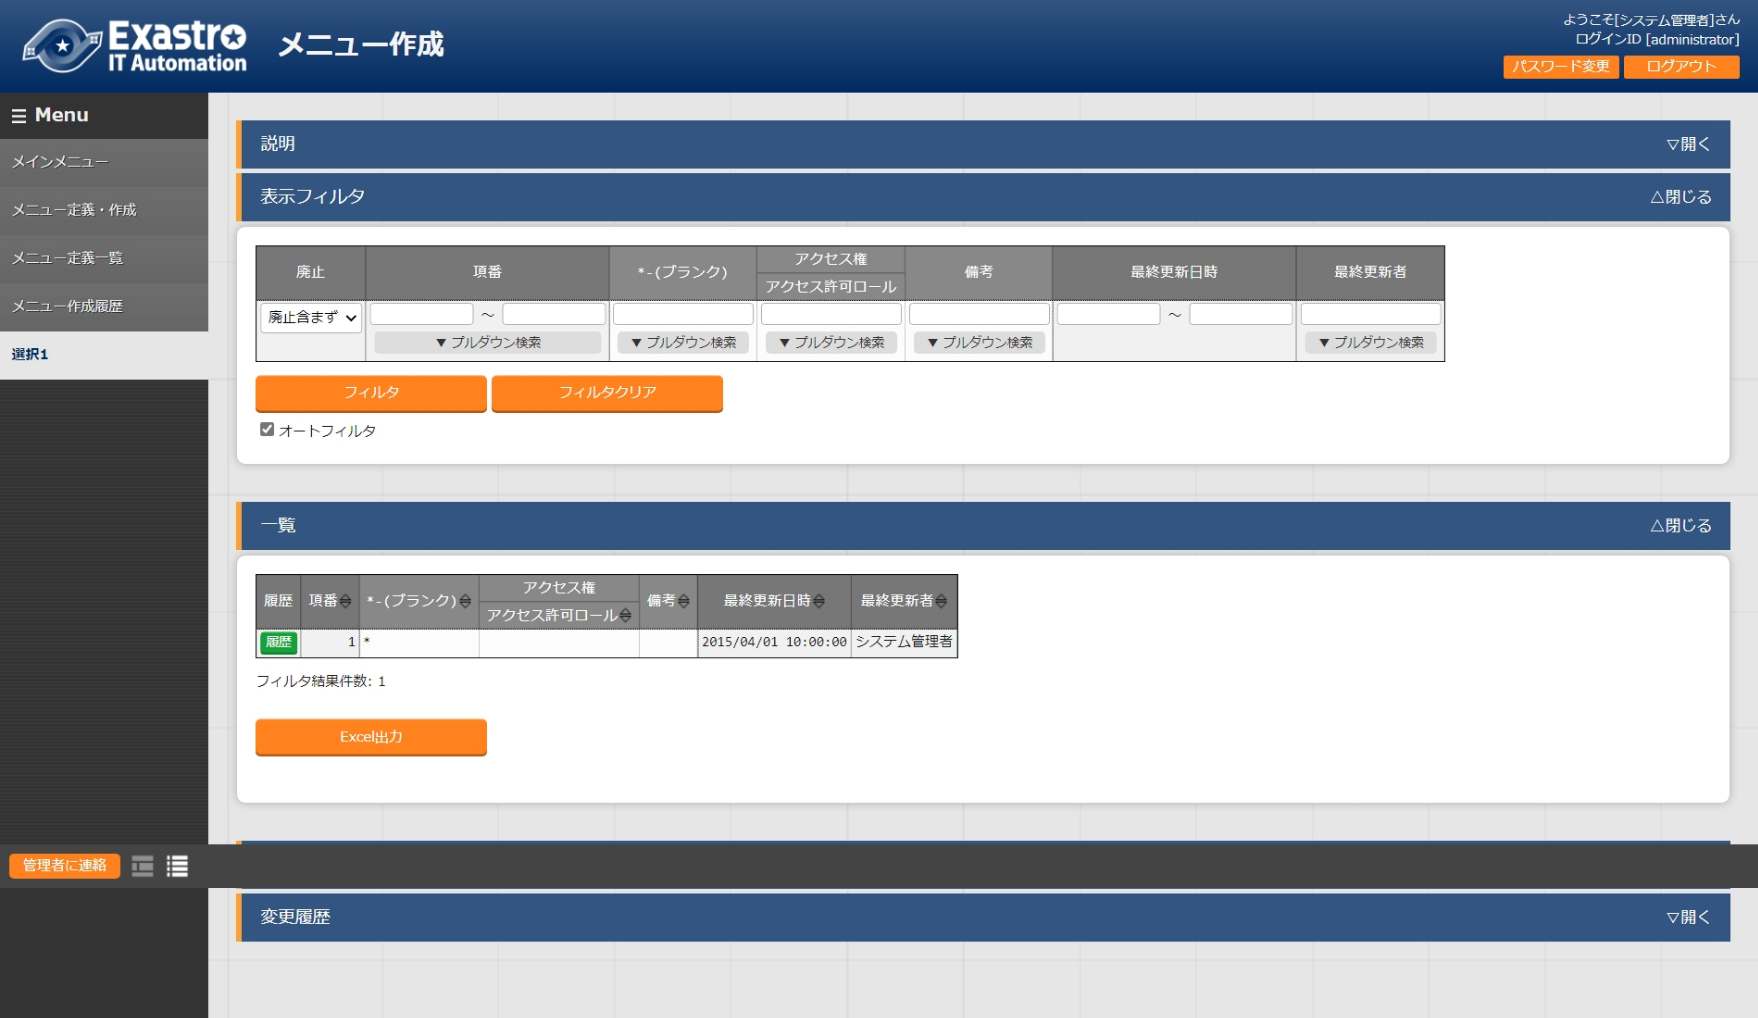 Exastro
IT Automation
メニュー作成
ようこそ[システム管理者]さん
ログインID [administrator]
パスワード変更
ログアウト
Menu
メインメニュー
メニュー定義・作成
メニュー定義一覧
メニュー作成履歴
選択1
説明
▽開く
表示フィルタ
△閉じる
廃止
項番
*-(ブランク)
アクセス権
アクセス許可ロール
備考
最終更新日時
最終更新者
廃止含まず
～
～
▼ プルダウン検索
▼ プルダウン検索
▼ プルダウン検索
▼ プルダウン検索
▼ プルダウン検索
フィルタ
フィルタクリア
オートフィルタ
一覧
△閉じる
履歴
項番
*-(ブランク)
アクセス権
アクセス許可ロール
備考
最終更新日時
最終更新者
履歴
1
*
2015/04/01 10:00:00
システム管理者
フィルタ結果件数: 1
Excel出力
管理者に連絡
変更履歴
▽開く